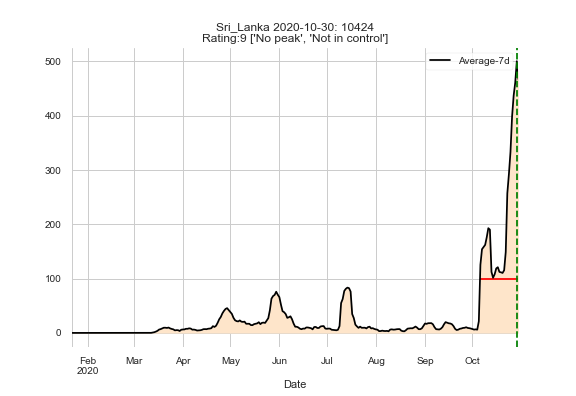 Sri_Lanka 2020-10-30: 10424
Rating:9 ['No peak', 'Not in control']
Average-7d
500
400
300
200
100
0
Feb Mar Apr May Jun Jul Aug Sep Oct
2020
Date